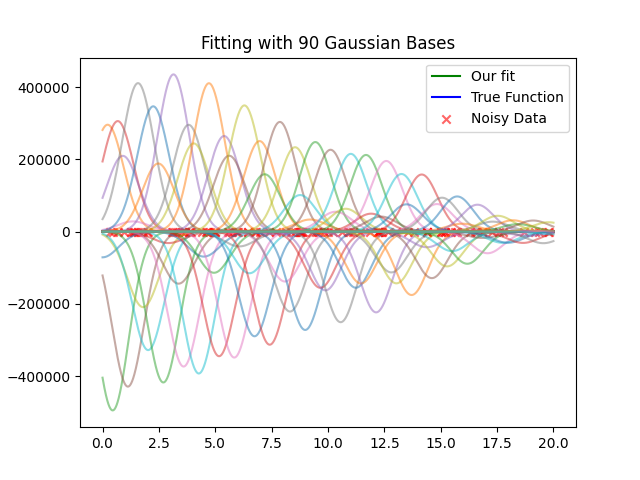 Fitting with 90 Gaussian Bases
Our fit
True Function
Noisy Data
400000
200000
0
−200000
−400000
0.0 2.5 5.0 7.5 10.0 12.5 15.0 17.5 20.0